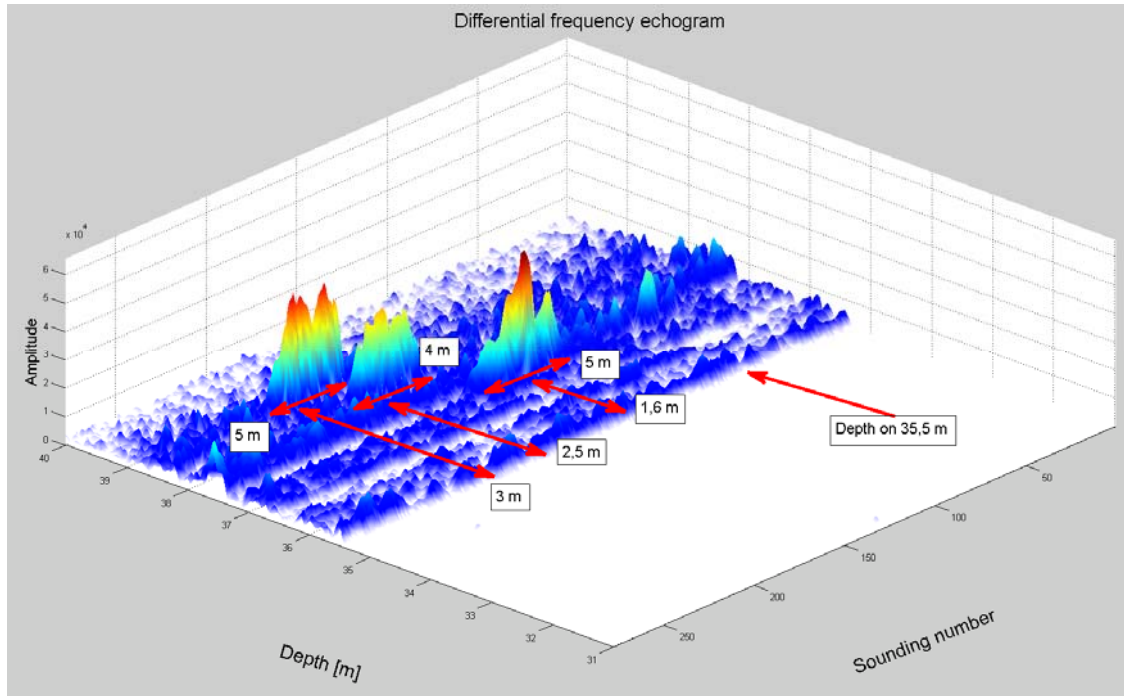 Differential frequency echogram
x 10⁴
6
5
4
3
2
1
0
Amplitude
4 m
5 m
5 m
1,6 m
2,5 m
3 m
Depth on 35,5 m
40
39
38
37
36
35
34
33
32
31
Depth [m]
50
100
150
200
250
Sounding number